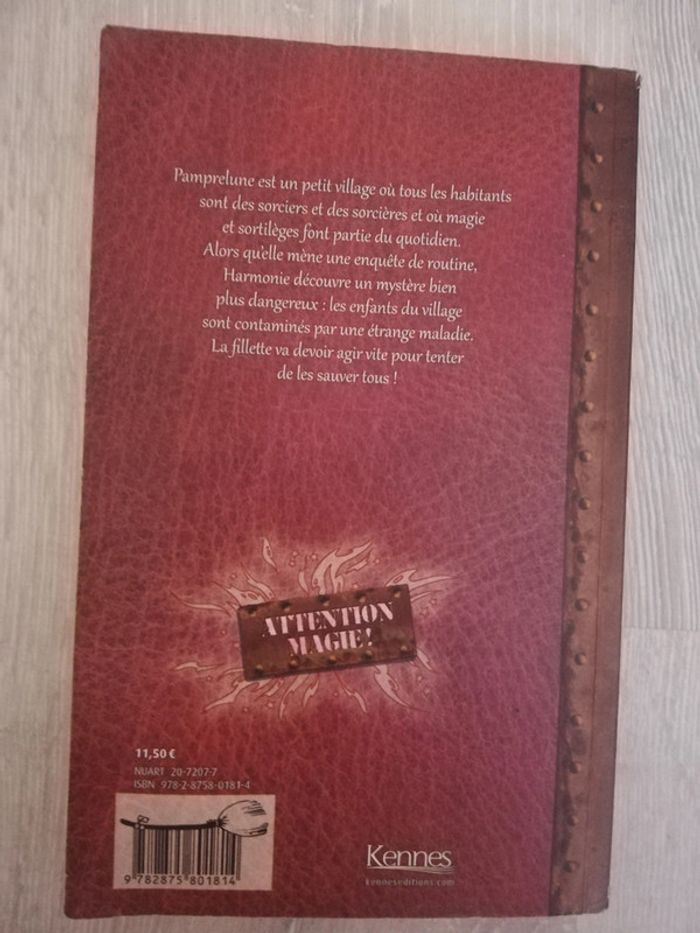 Pamprelune est un petit village où tous les habitants
sont des sorciers et des sorcières et où magie
et sortilèges font partie du quotidien.
Alors qu'elle mène une enquête de routine,
Harmonie découvre un mystère bien
plus dangereux : les enfants du village
sont contaminés par une étrange maladie.
La fillette va devoir agir vite pour tenter
de les sauver tous !
ATTENTION
MAGIE !
11,50 €
NUART 20-7207-7
ISBN 978-2-8758-0181-4
9 782875 801814
Kennes
kenneseditions.com